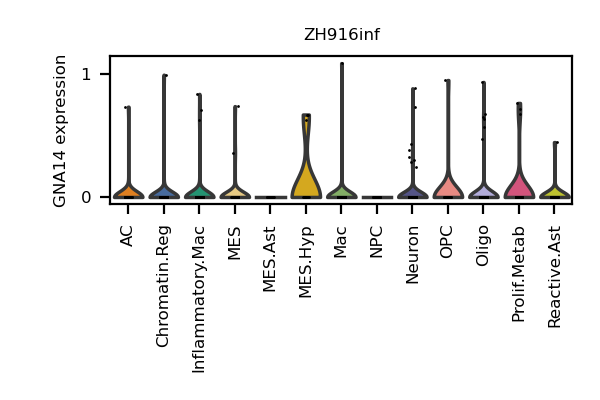 ZH916inf
GNA14 expression
1
0
AC
Chromatin.Reg
Inflammatory.Mac
MES
MES.Ast
MES.Hyp
Mac
NPC
Neuron
OPC
Oligo
Prolif.Metab
Reactive.Ast